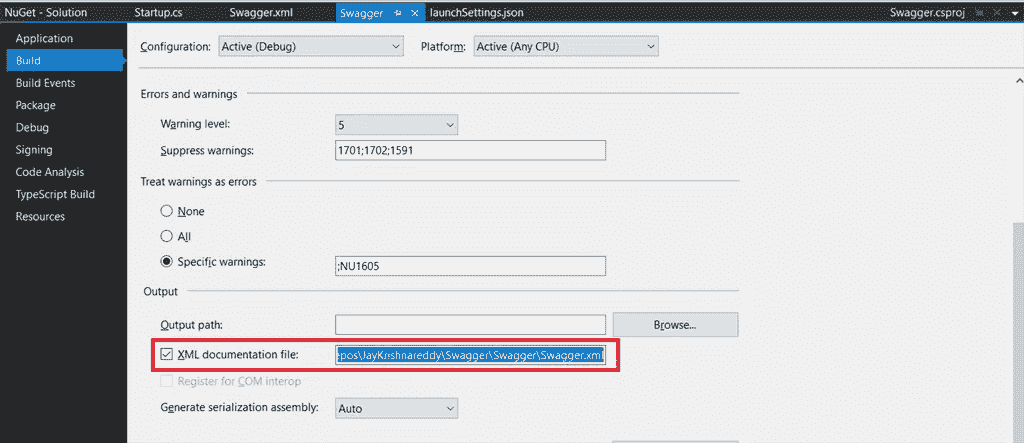 NuGet - Solution Startup.cs Swagger.xml Swagger launchSettings.json Swagger.csproj
Application
Build
Build Events
Package
Debug
Signing
Code Analysis
TypeScript Build
Resources
Configuration: Active (Debug) Platform: Active (Any CPU)
Errors and warnings
Warning level: 5
Suppress warnings: 1701;1702;1591
Treat warnings as errors
None
All
Specific warnings: ;NU1605
Output
Output path: Browse...
XML documentation file: epos\JayKrishnareddy\Swagger\Swagger\Swagger.xml
Register for COM interop
Generate serialization assembly: Auto